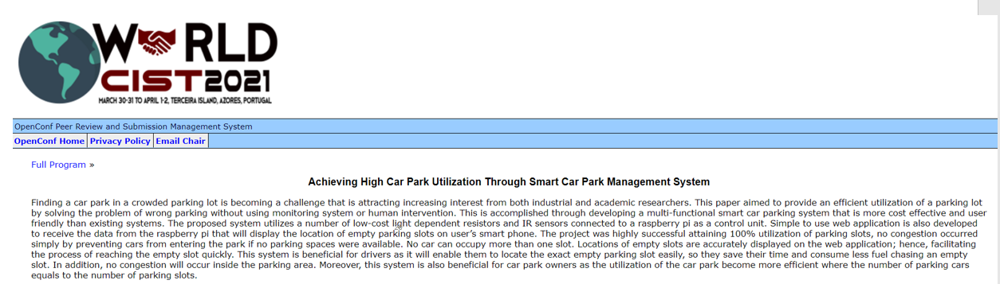 WORLD
CIST2021
MARCH 30-31 TO APRIL 1-2, TERCEIRA ISLAND, AZORES, PORTUGAL
OpenConf Peer Review and Submission Management System
OpenConf Home Privacy Policy Email Chair
Full Program »
Achieving High Car Park Utilization Through Smart Car Park Management System
Finding a car park in a crowded parking lot is becoming a challenge that is attracting increasing interest from both industrial and academic researchers. This paper aimed to provide an efficient utilization of a parking lot
by solving the problem of wrong parking without using monitoring system or human intervention. This is accomplished through developing a multi-functional smart car parking system that is more cost effective and user
friendly than existing systems. The proposed system utilizes a number of low-cost light dependent resistors and IR sensors connected to a raspberry pi as a control unit. Simple to use web application is also developed
to receive the data from the raspberry pi that will display the location of empty parking slots on user's smart phone. The project was highly successful attaining 100% utilization of parking slots, no congestion occurred
simply by preventing cars from entering the park if no parking spaces were available. No car can occupy more than one slot. Locations of empty slots are accurately displayed on the web application; hence, facilitating
the process of reaching the empty slot quickly. This system is beneficial for drivers as it will enable them to locate the exact empty parking slot easily, so they save their time and consume less fuel chasing an empty
slot. In addition, no congestion will occur inside the parking area. Moreover, this system is also beneficial for car park owners as the utilization of the car park become more efficient where the number of parking cars
equals to the number of parking slots.